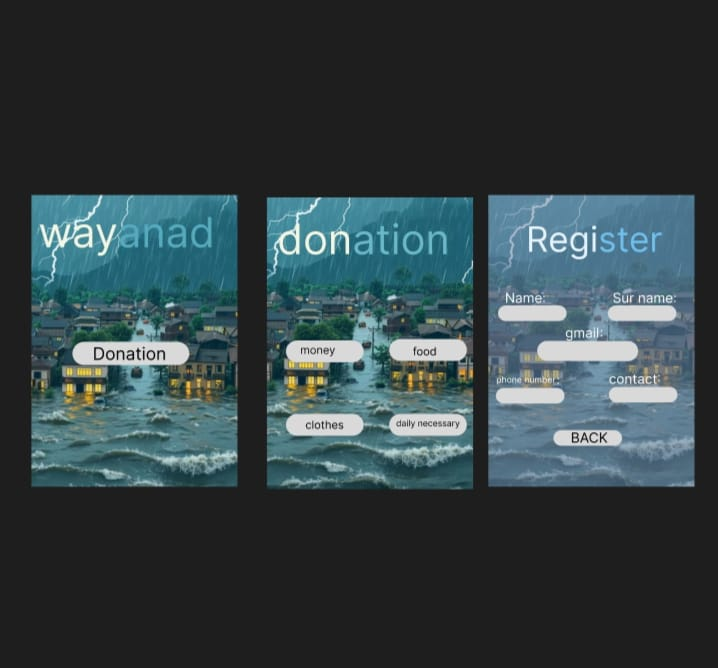 wayanad
Donation
donation
money
food
clothes
daily necessary
Register
Name:
Sur name:
gmail:
phone number:
contact:
BACK